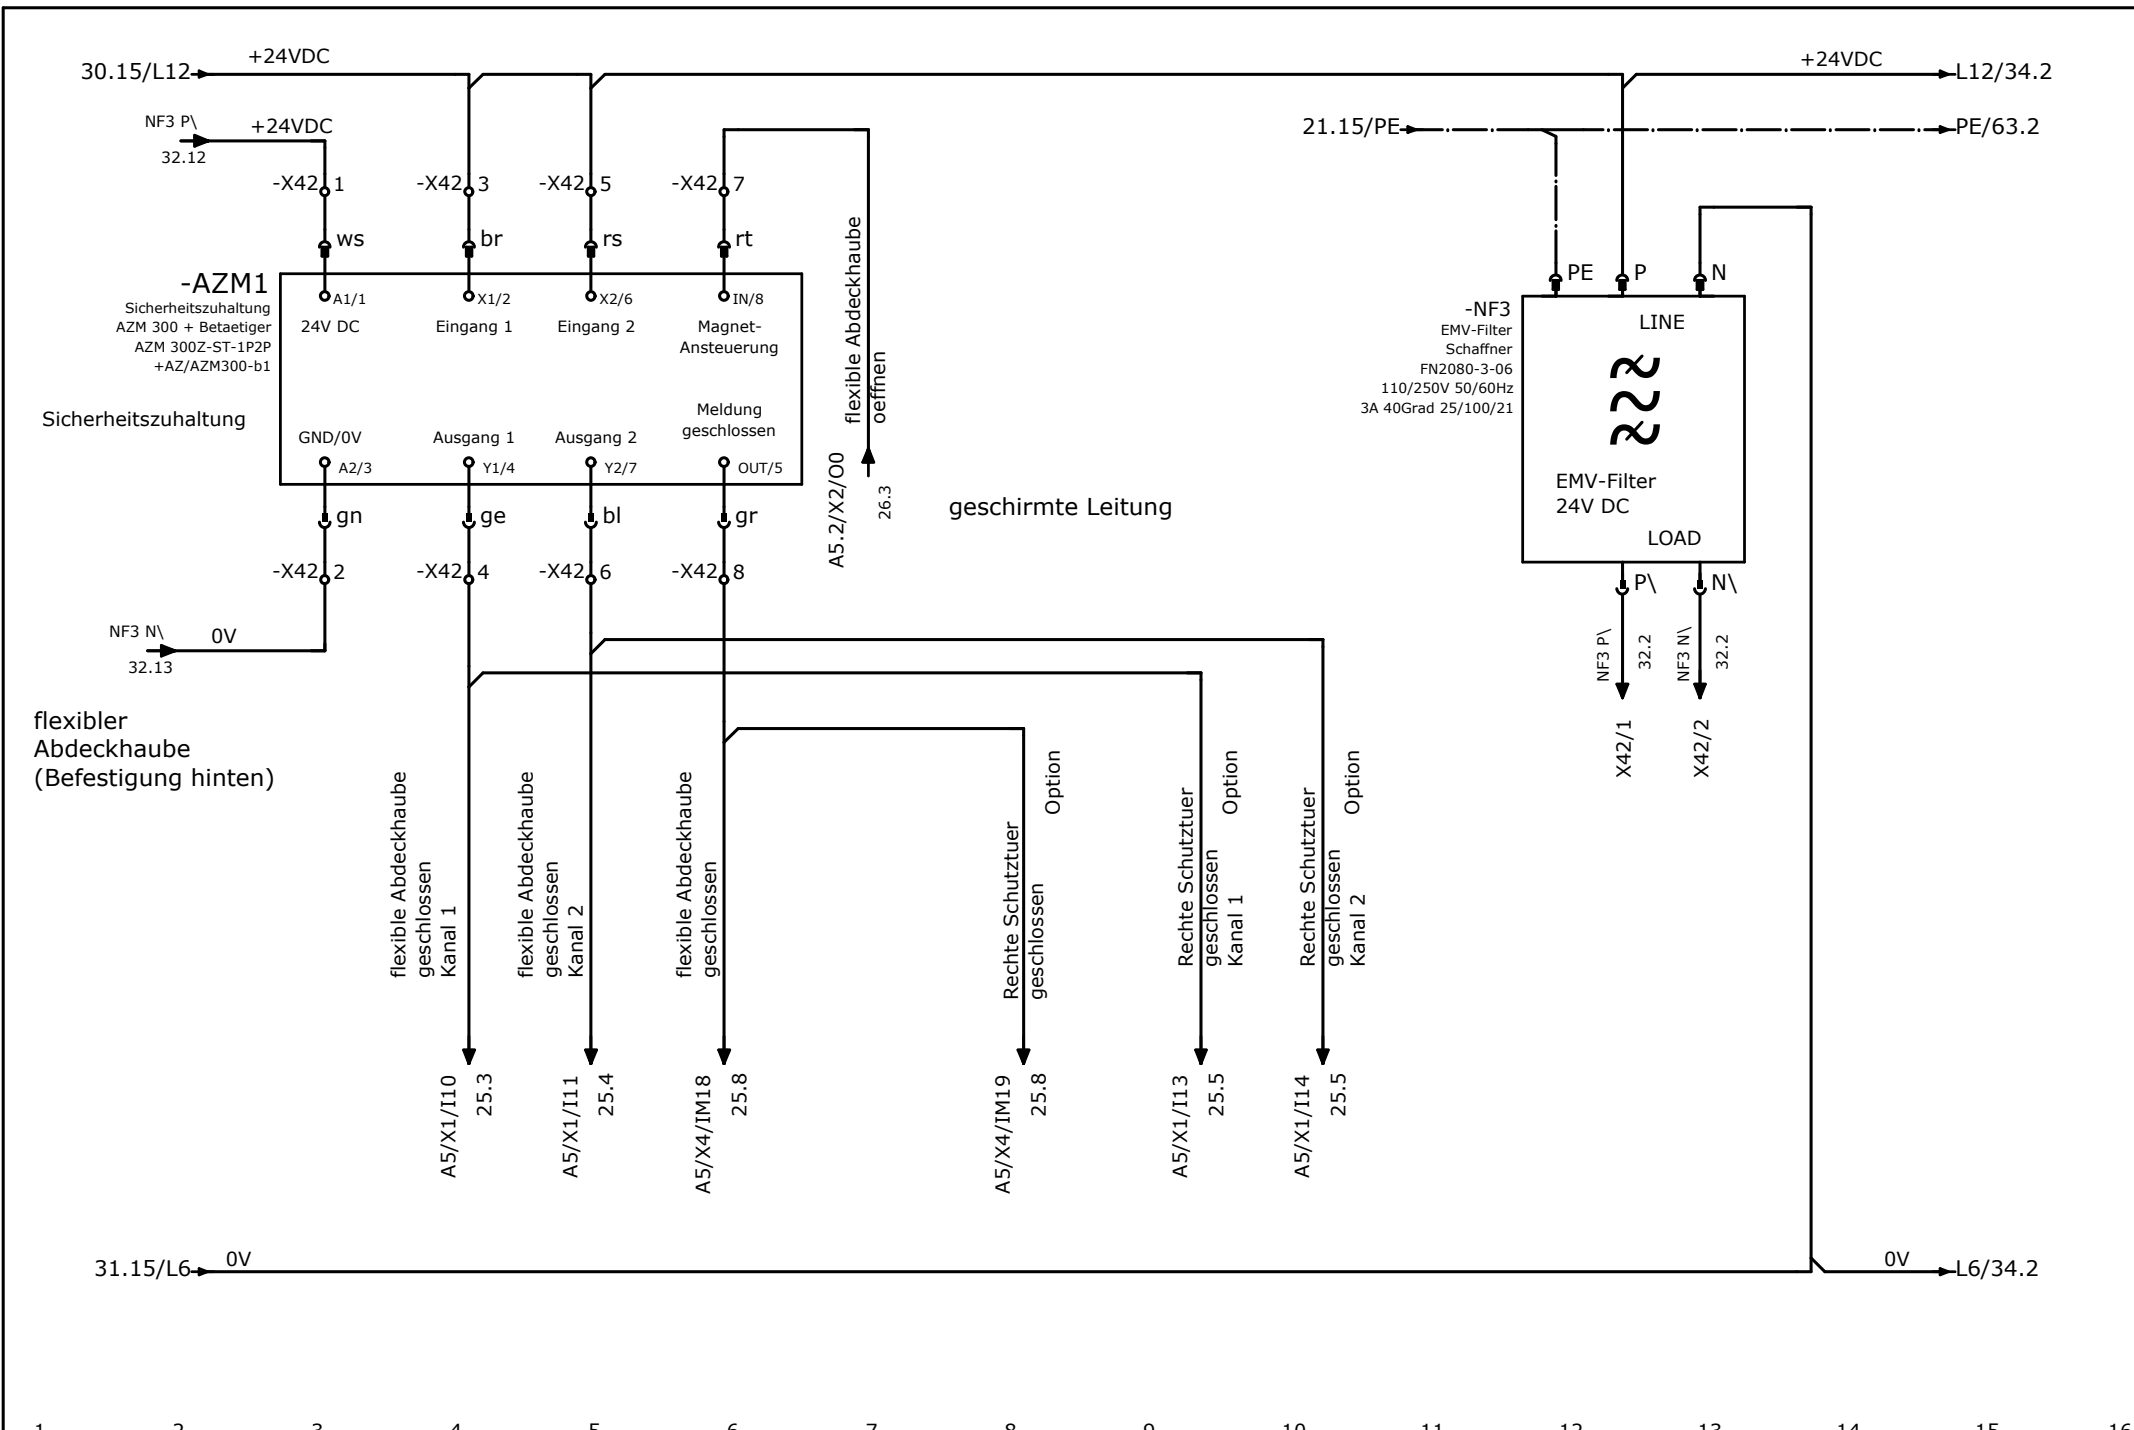 30.15/L12
+24VDC
+24VDC
L12/34.2
NF3 P\
+24VDC
32.12
21.15/PE
PE/63.2
-X42 1
-X42 3
-X42 5
-X42 7
ws
br
rs
rt
flexible Abdeckhaube
oeffnen
A5.2/X2/O0
26.3
PE
P
N
-AZM1
Sicherheitszuhaltung
AZM 300 + Betaetiger
AZM 300Z-ST-1P2P
+AZ/AZM300-b1
A1/1
X1/2
X2/6
IN/8
24V DC
Eingang 1
Eingang 2
Magnet-
Ansteuerung
-NF3
EMV-Filter
Schaffner
FN2080-3-06
110/250V 50/60Hz
3A 40Grad 25/100/21
LINE
Sicherheitszuhaltung
GND/0V
Ausgang 1
Ausgang 2
Meldung
geschlossen
A2/3
Y1/4
Y2/7
OUT/5
EMV-Filter
24V DC
LOAD
geschirmte Leitung
gn
ge
bl
gr
-X42 2
-X42 4
-X42 6
-X42 8
P\
N\
NF3 P\
32.2
NF3 N\
32.2
X42/1
X42/2
NF3 N\
0V
32.13
flexibler
Abdeckhaube
(Befestigung hinten)
flexible Abdeckhaube
geschlossen
Kanal 1
flexible Abdeckhaube
geschlossen
Kanal 2
flexible Abdeckhaube
geschlossen
Rechte Schutztuer
geschlossen
Option
Rechte Schutztuer
geschlossen
Kanal 1
Option
Rechte Schutztuer
geschlossen
Kanal 2
Option
A5/X1/I10
25.3
A5/X1/I11
25.4
A5/X4/IM18
25.8
A5/X4/IM19
25.8
A5/X1/I13
25.5
A5/X1/I14
25.5
31.15/L6
0V
0V
L6/34.2
1 2 3 4 5 6 7 8 9 10 11 12 13 14 15 16